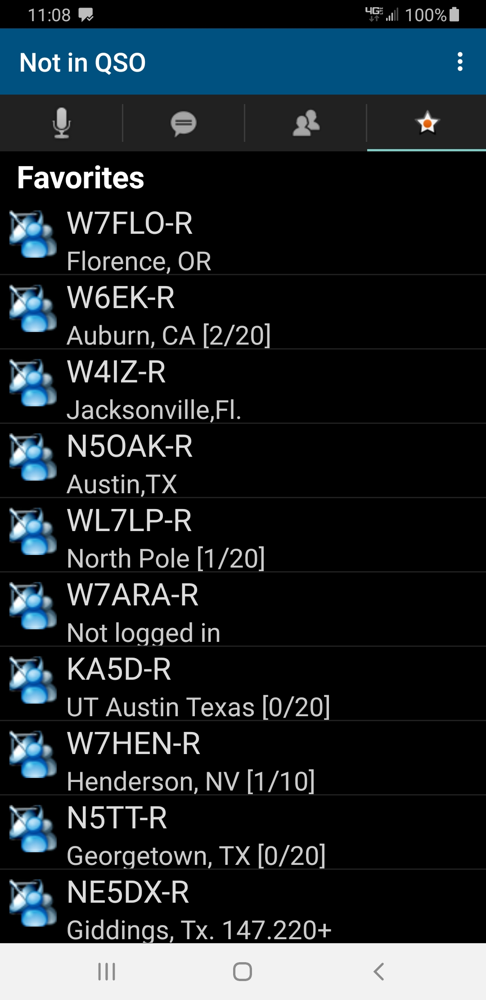 11:08
4G LTE 100%
Not in QSO
Favorites
W7FLO-R
Florence, OR
W6EK-R
Auburn, CA [2/20]
W4IZ-R
Jacksonville,Fl.
N5OAK-R
Austin,TX
WL7LP-R
North Pole [1/20]
W7ARA-R
Not logged in
KA5D-R
UT Austin Texas [0/20]
W7HEN-R
Henderson, NV [1/10]
N5TT-R
Georgetown, TX [0/20]
NE5DX-R
Giddings, Tx. 147.220+